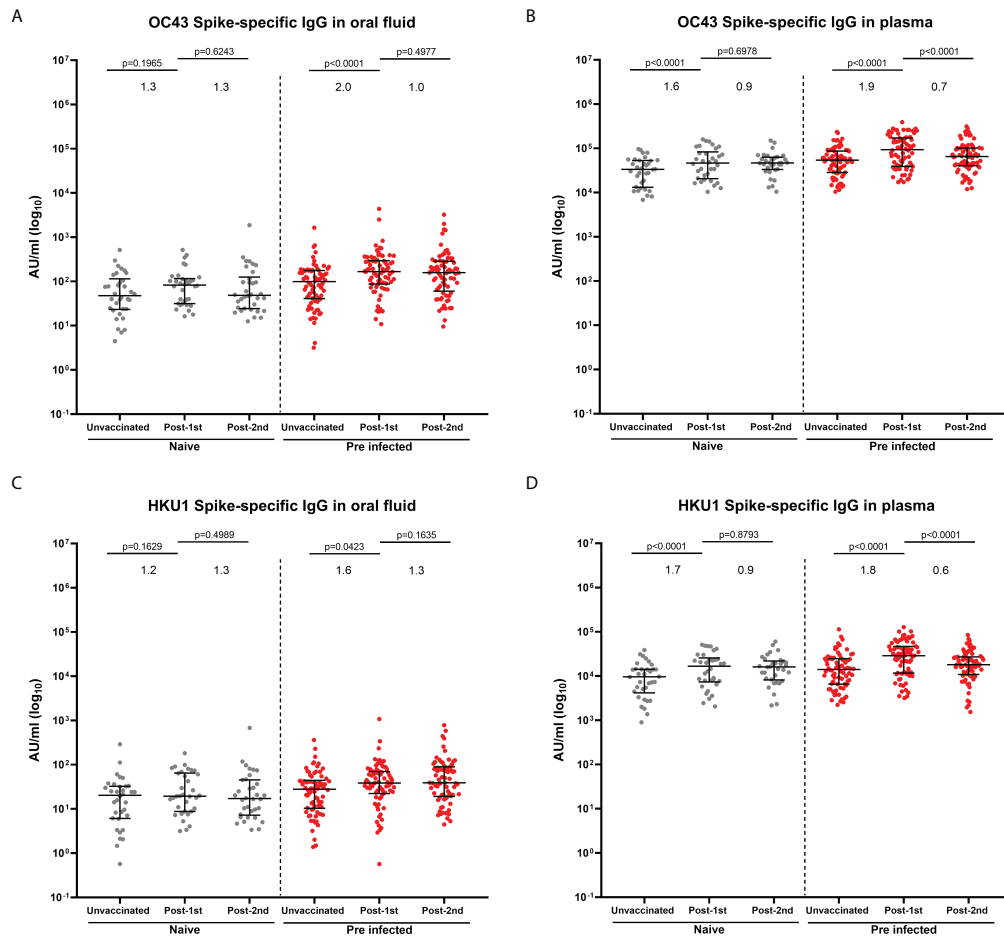 A
OC43 Spike-specific IgG in oral fluid
p=0.6243
p=0.1965
p=0.4977
p<0.0001
1.3
1.3
2.0
1.0
AU/ml (log10)
10^7
10^6
10^5
10^4
10^3
10^2
10^1
10^0
10^-1
Unvaccinated
Post-1st
Post-2nd
Unvaccinated
Post-1st
Post-2nd
Naive
Pre infected
B
OC43 Spike-specific IgG in plasma
p=0.6978
p<0.0001
p<0.0001
p<0.0001
1.6
0.9
1.9
0.7
AU/ml (log10)
10^7
10^6
10^5
10^4
10^3
10^2
10^1
10^0
10^-1
Unvaccinated
Post-1st
Post-2nd
Unvaccinated
Post-1st
Post-2nd
Naive
Pre infected
C
HKU1 Spike-specific IgG in oral fluid
p=0.4989
p=0.1629
p=0.1635
p=0.0423
1.2
1.3
1.6
1.3
AU/ml (log10)
10^7
10^6
10^5
10^4
10^3
10^2
10^1
10^0
10^-1
Unvaccinated
Post-1st
Post-2nd
Unvaccinated
Post-1st
Post-2nd
Naive
Pre infected
D
HKU1 Spike-specific IgG in plasma
p=0.8793
p<0.0001
p<0.0001
p<0.0001
1.7
0.9
1.8
0.6
AU/ml (log10)
10^7
10^6
10^5
10^4
10^3
10^2
10^1
10^0
10^-1
Unvaccinated
Post-1st
Post-2nd
Unvaccinated
Post-1st
Post-2nd
Naive
Pre infected